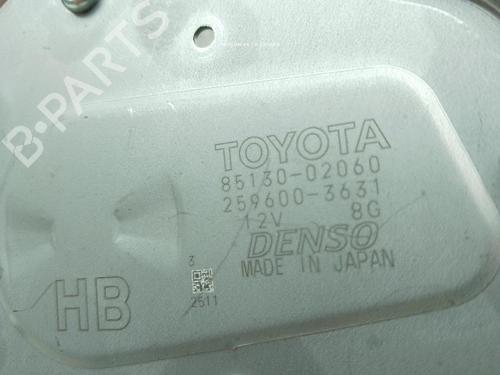 B-PARTS
TOYOTA
85130-02060
259600-3631
12V 8G
DENSO
MADE IN JAPAN
3
2511
HB